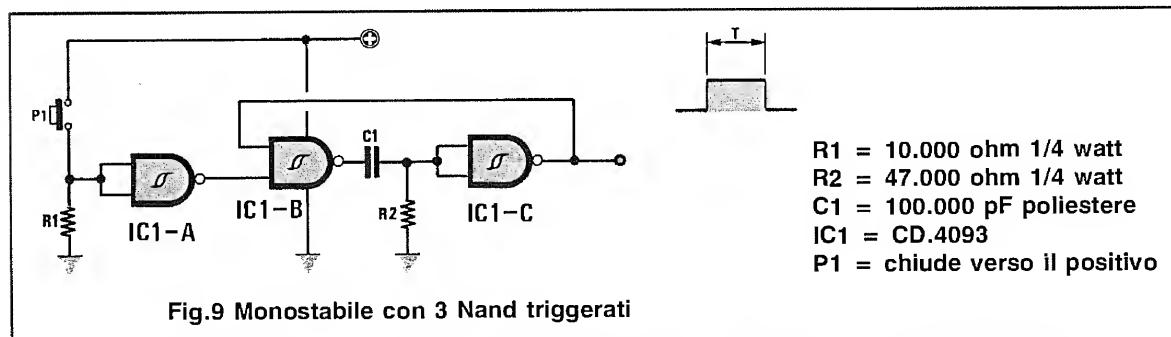 T
P1
R1
IC1-A
IC1-B
C1
R2
IC1-C
R1 = 10.000 ohm 1/4 watt
R2 = 47.000 ohm 1/4 watt
C1 = 100.000 pF poliestere
IC1 = CD.4093
P1 = chiude verso il positivo
Fig.9 Monostabile con 3 Nand triggerati